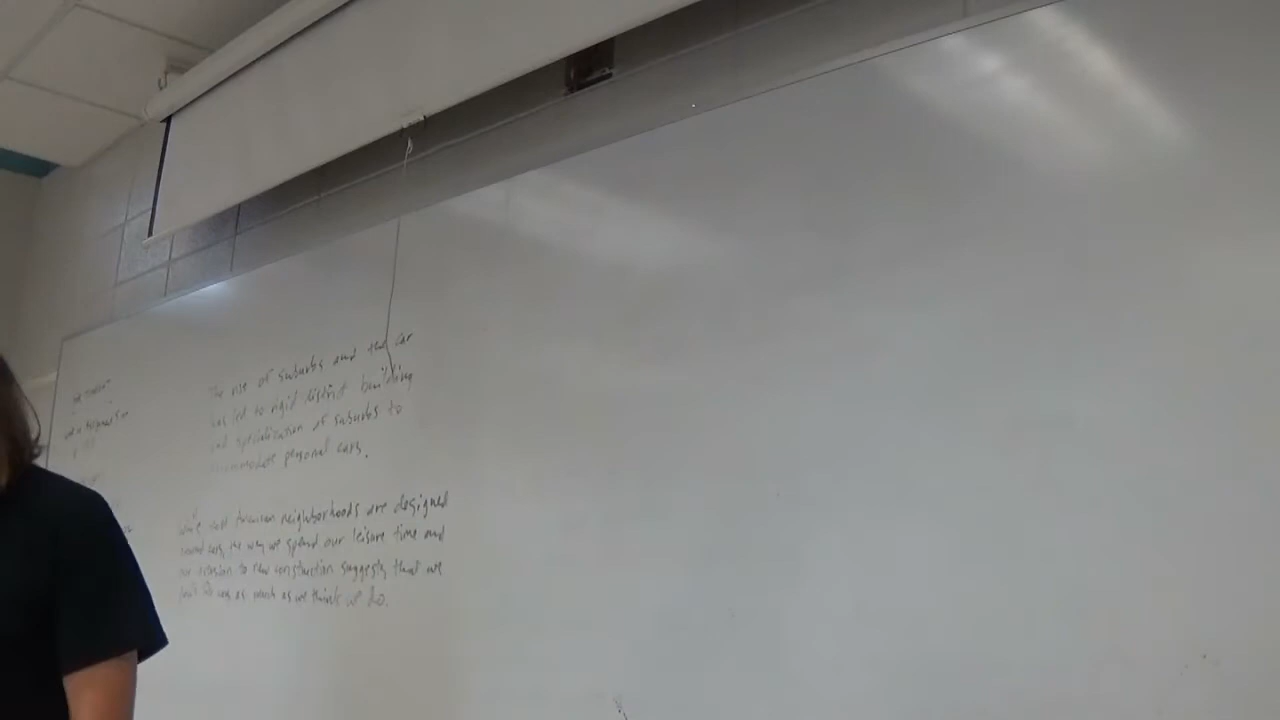 The rise of suburbs and the car
has led to rigid district building
and specialization of suburbs to
accommodate personal cars.
While most American neighborhoods are designed
around cars, the way we spend our leisure time and
our aversion to new construction suggests that we
don't like cars as much as we think we do.